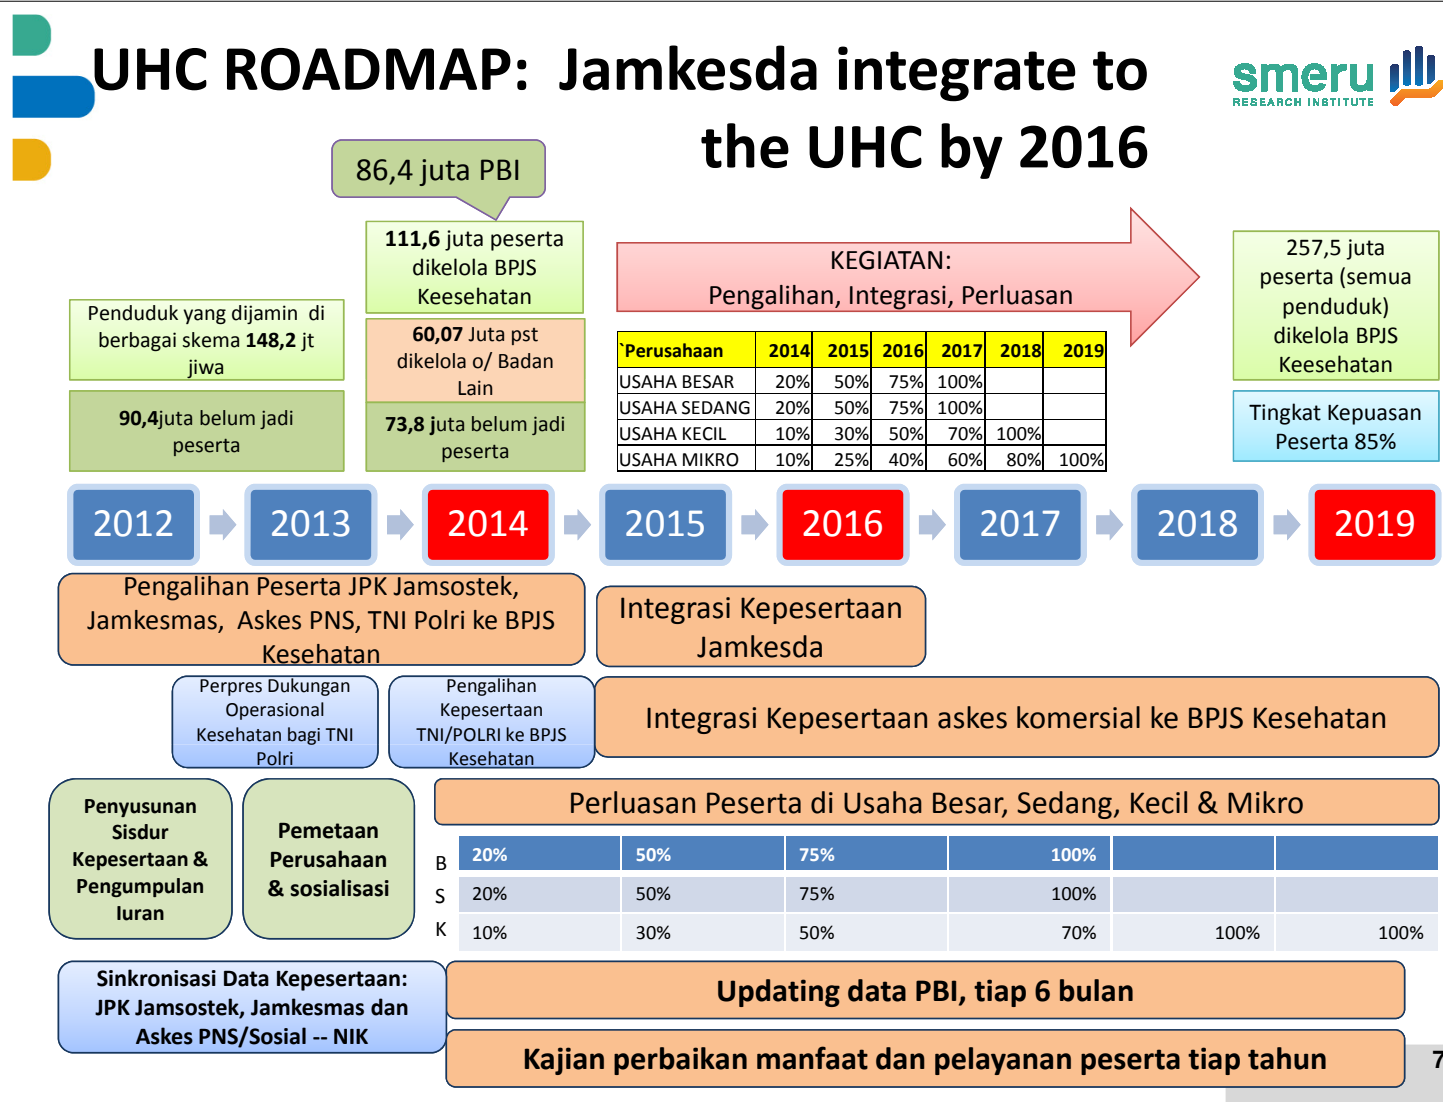 UHC ROADMAP: Jamkesda integrate to
the UHC by 2016
smeru
RESEARCH INSTITUTE
86,4 juta PBI
111,6 juta peserta
dikelola BPJS
Keesehatan
60,07 Juta pst
dikelola o/ Badan
Lain
73,8 juta belum jadi
peserta
Penduduk yang dijamin di
berbagai skema 148,2 jt
jiwa
90,4juta belum jadi
peserta
KEGIATAN:
Pengalihan, Integrasi, Perluasan
`Perusahaan 2014 2015 2016 2017 2018 2019
USAHA BESAR 20% 50% 75% 100%
USAHA SEDANG 20% 50% 75% 100%
USAHA KECIL 10% 30% 50% 70% 100%
USAHA MIKRO 10% 25% 40% 60% 80% 100%
257,5 juta
peserta (semua
penduduk)
dikelola BPJS
Keesehatan
Tingkat Kepuasan
Peserta 85%
2012 2013 2014 2015 2016 2017 2018 2019
Pengalihan Peserta JPK Jamsostek,
Jamkesmas, Askes PNS, TNI Polri ke BPJS
Kesehatan
Integrasi Kepesertaan
Jamkesda
Perpres Dukungan
Operasional
Kesehatan bagi TNI
Polri
Pengalihan
Kepesertaan
TNI/POLRI ke BPJS
Kesehatan
Integrasi Kepesertaan askes komersial ke BPJS Kesehatan
Penyusunan
Sisdur
Kepesertaan &
Pengumpulan
Iuran
Pemetaan
Perusahaan
& sosialisasi
Perluasan Peserta di Usaha Besar, Sedang, Kecil & Mikro
B 20% 50% 75% 100%
S 20% 50% 75% 100%
K 10% 30% 50% 70% 100% 100%
Sinkronisasi Data Kepesertaan:
JPK Jamsostek, Jamkesmas dan
Askes PNS/Sosial -- NIK
Updating data PBI, tiap 6 bulan
Kajian perbaikan manfaat dan pelayanan peserta tiap tahun
7